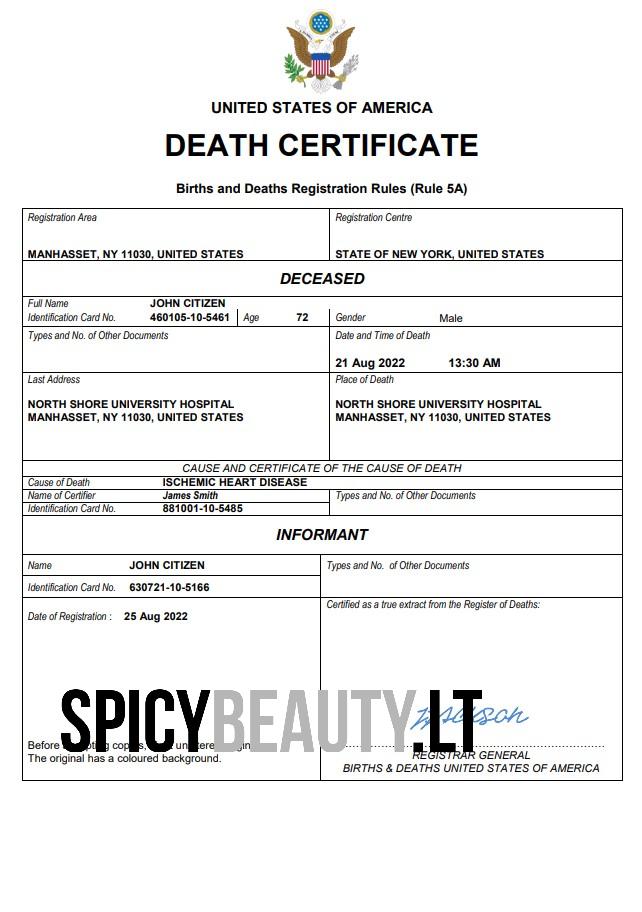 UNITED STATES OF AMERICA
DEATH CERTIFICATE
Births and Deaths Registration Rules (Rule 5A)
Registration Area
Registration Centre
MANHASSET, NY 11030, UNITED STATES
STATE OF NEW YORK, UNITED STATES
DECEASED
Full Name JOHN CITIZEN
Identification Card No. 460105-10-5461 Age 72 Gender Male
Types and No. of Other Documents
Date and Time of Death
21 Aug 2022 13:30 AM
Last Address
Place of Death
NORTH SHORE UNIVERSITY HOSPITAL
MANHASSET, NY 11030, UNITED STATES
NORTH SHORE UNIVERSITY HOSPITAL
MANHASSET, NY 11030, UNITED STATES
CAUSE AND CERTIFICATE OF THE CAUSE OF DEATH
Cause of Death ISCHEMIC HEART DISEASE
Name of Certifier James Smith
Types and No. of Other Documents
Identification Card No. 881001-10-5485
INFORMANT
Name JOHN CITIZEN
Types and No. of Other Documents
Identification Card No. 630721-10-5166
Date of Registration : 25 Aug 2022
Certified as a true extract from the Register of Deaths:
SPICYBEAUTY.LT
Before
The original has a coloured background.
REGISTRAR GENERAL
BIRTHS & DEATHS UNITED STATES OF AMERICA